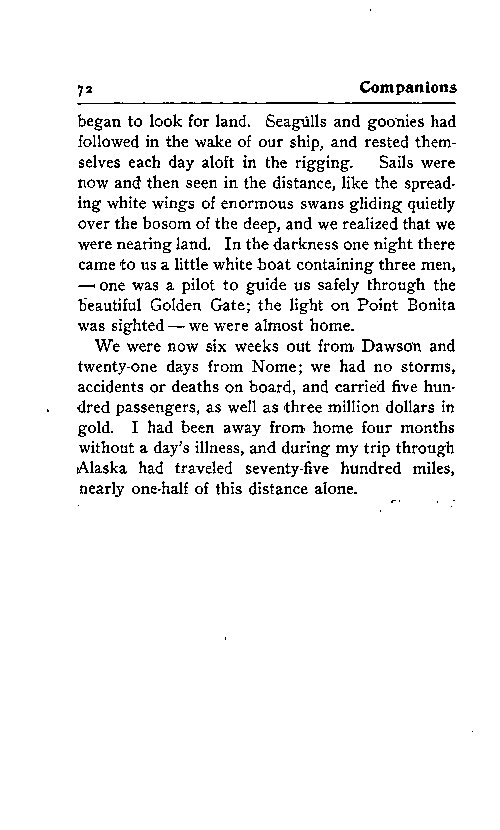 72 Companions
began to look for land. Seagulls and goonies had
followed in the wake of our ship, and rested them-
selves each day aloft in the rigging. Sails were
now and then seen in the distance, like the spread-
ing white wings of enormous swans gliding quietly
over the bosom of the deep, and we realized that we
were nearing land. In the darkness one night there
came to us a little white boat containing three men,
— one was a pilot to guide us safely through the
beautiful Golden Gate; the light on Point Bonita
was sighted — we were almost home.
We were now six weeks out from Dawson and
twenty-one days from Nome; we had no storms,
accidents or deaths on board, and carried five hun-
dred passengers, as well as three million dollars in
gold. I had been away from home four months
without a day's illness, and during my trip through
Alaska had traveled seventy-five hundred miles,
nearly one-half of this distance alone.